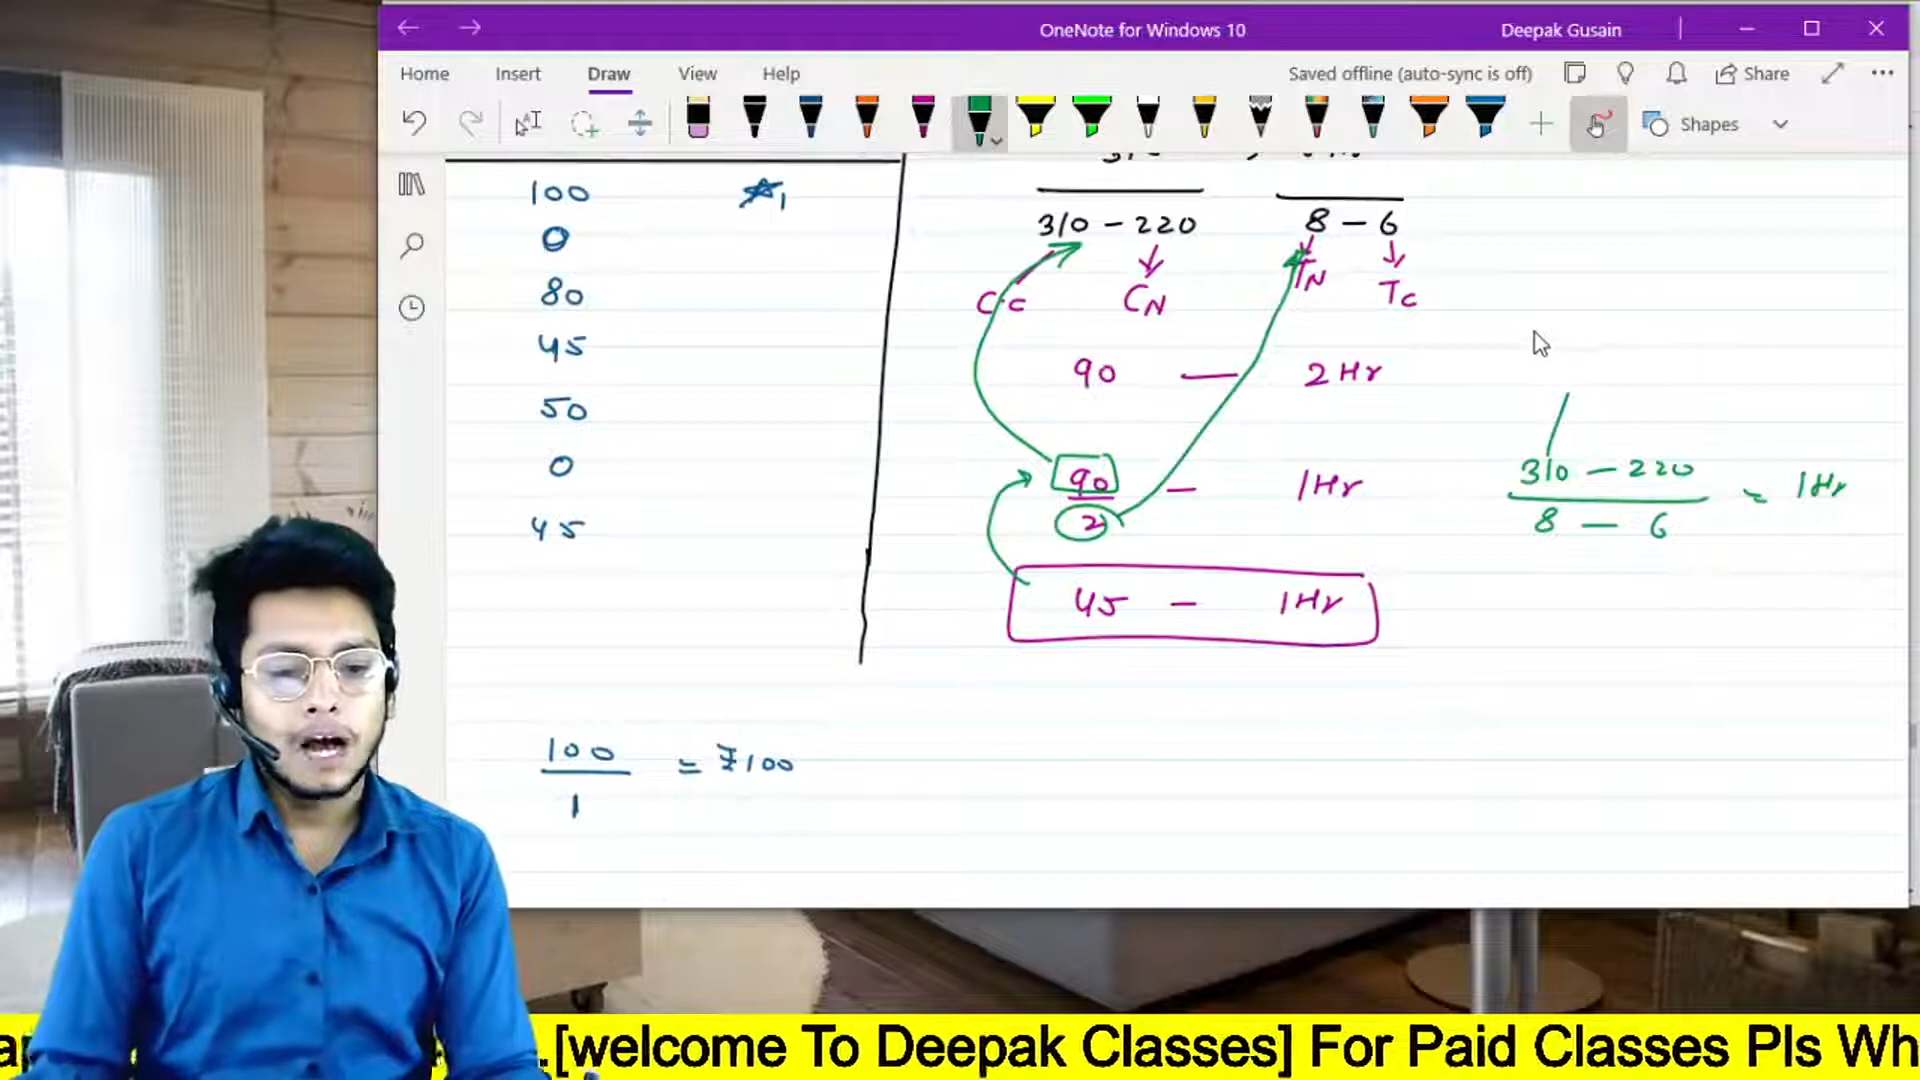 OneNote for Windows 10
Deepak Gusain
Home Insert Draw View Help
Saved offline (auto-sync is off)
Share
Shapes
100
0
80
45
50
0
45
1
310 - 220
8 - 6
C.C
CN
TN
TC
90 — 2 Hr
90 - 1Hr
2
45 - 1Hr
310 - 220 = 1Hr
8 - 6
100 = ₹100
1
.[welcome To Deepak Classes] For Paid Classes Pls Wh